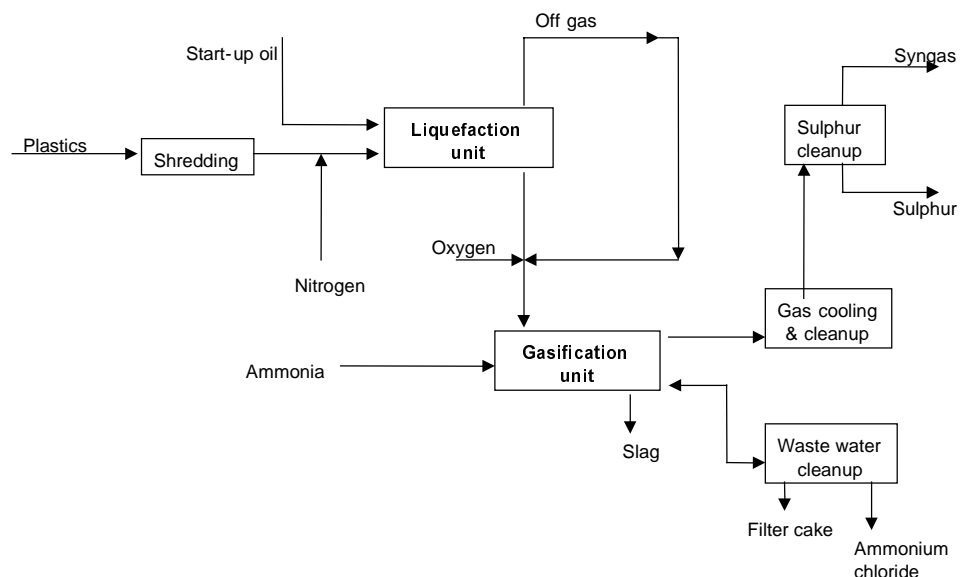 Off gas
Start-up oil
Syngas
Liquefaction
unit
Sulphur
cleanup
Plastics
Shredding
Sulphur
Oxygen
Nitrogen
Gas cooling
& cleanup
Gasification
unit
Ammonia
Slag
Waste water
cleanup
Filter cake
Ammonium
chloride